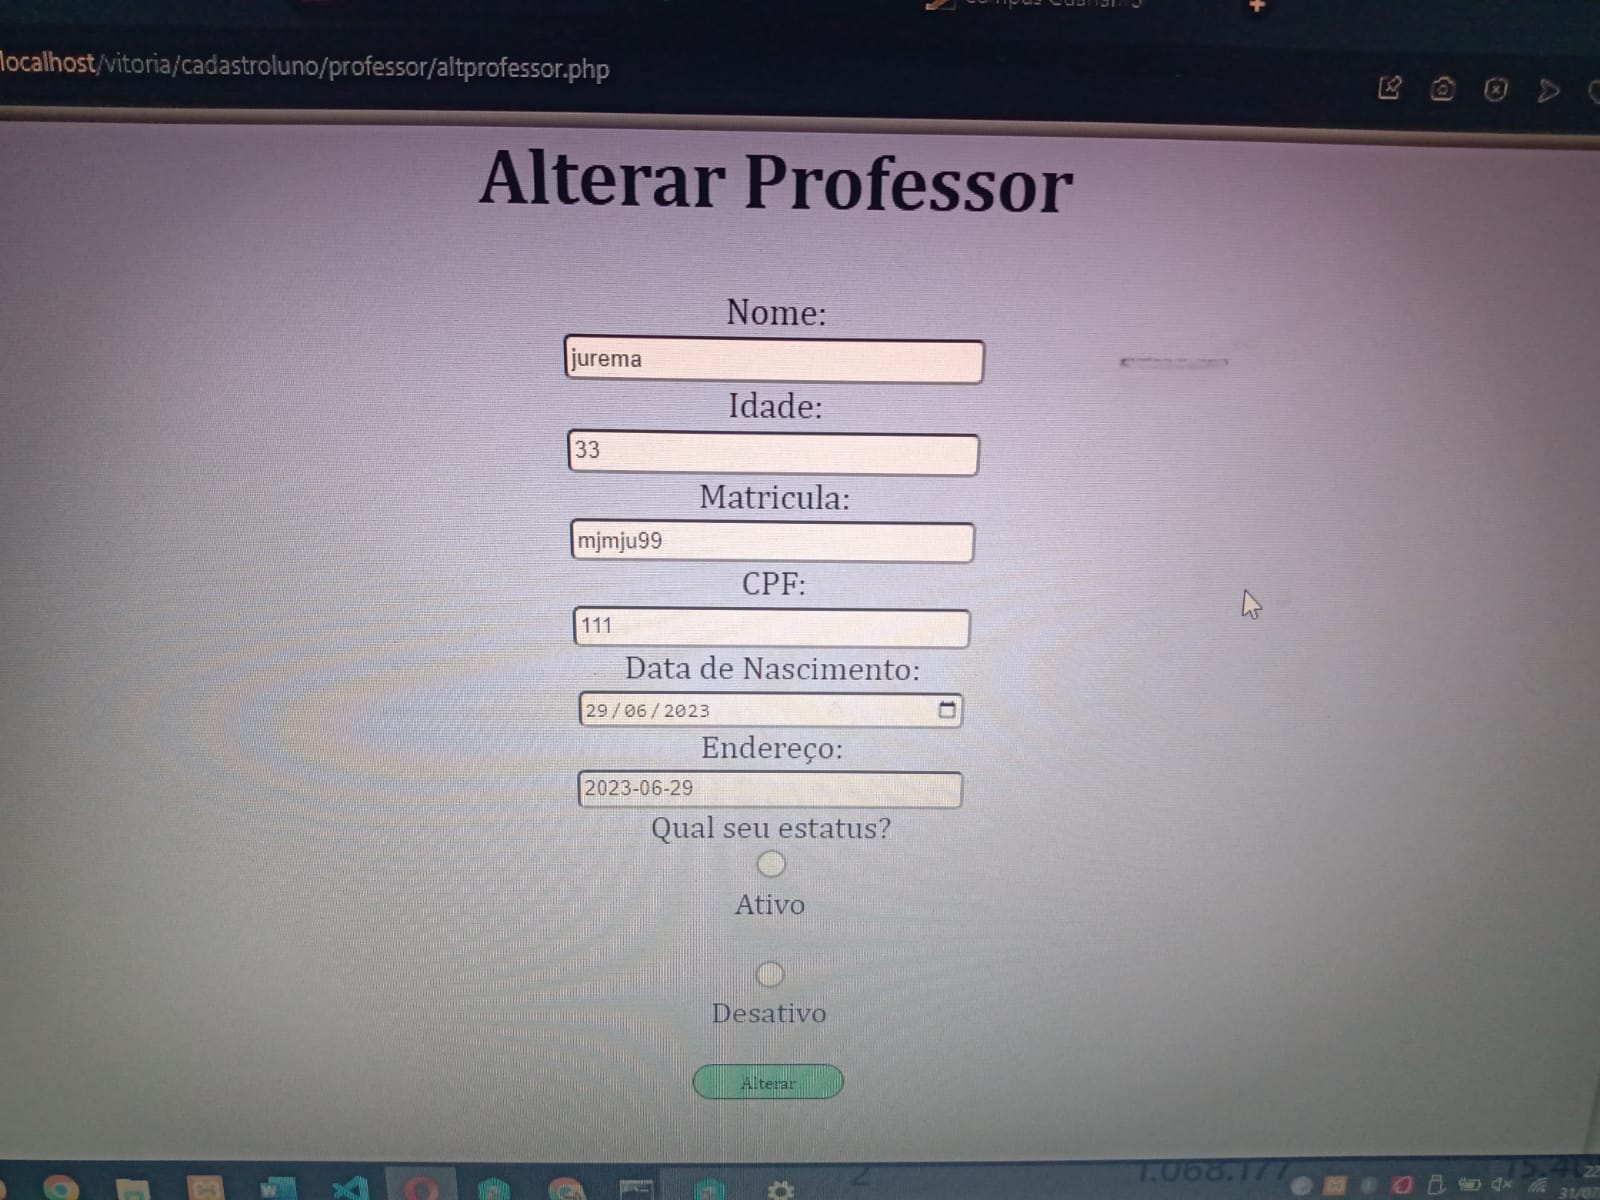 localhost/vitoria/cadastroluno/professor/altprofessor.php
Alterar Professor
Nome:
jurema
Idade:
33
Matricula:
mjmju99
CPF:
111
Data de Nascimento:
29/06/2023
Endereço:
2023-06-29
Qual seu estatus?
Ativo
Desativo
Alterar